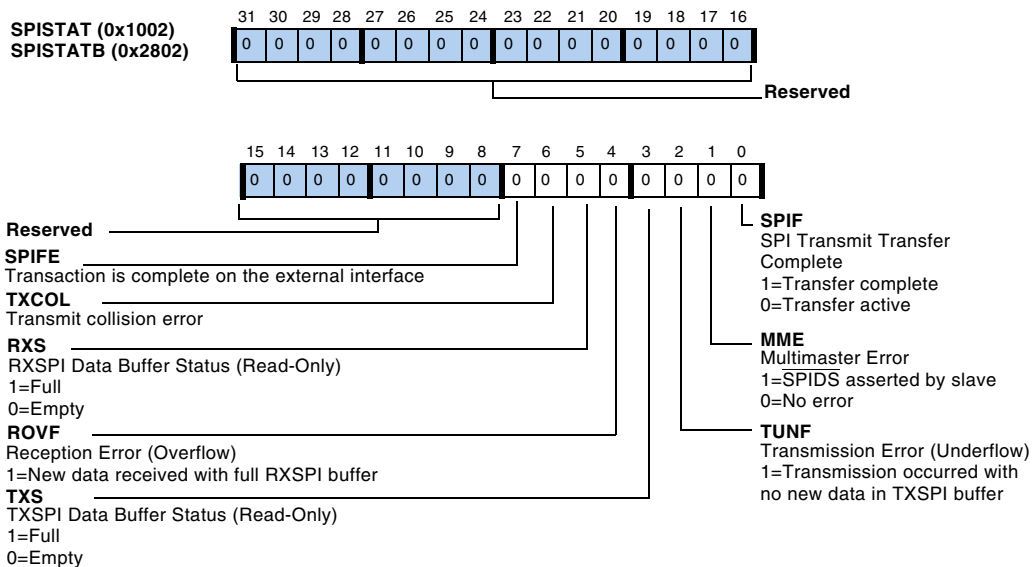 SPISTAT (0x1002)
SPISTATB (0x2802)
31 30 29 28 27 26 25 24 23 22 21 20 19 18 17 16
0 0 0 0 0 0 0 0 0 0 0 0 0 0 0 0
Reserved
15 14 13 12 11 10 9 8 7 6 5 4 3 2 1 0
0 0 0 0 0 0 0 0 0 0 0 0 0 0 0 0
Reserved
SPIFE
Transaction is complete on the external interface
TXCOL
Transmit collision error
RXS
RXSPI Data Buffer Status (Read-Only)
1=Full
0=Empty
ROVF
Reception Error (Overflow)
1=New data received with full RXSPI buffer
TXS
TXSPI Data Buffer Status (Read-Only)
1=Full
0=Empty
SPIF
SPI Transmit Transfer
Complete
1=Transfer complete
0=Transfer active
MME
Multimaster Error
1=SPIDS asserted by slave
0=No error
TUNF
Transmission Error (Underflow)
1=Transmission occurred with
no new data in TXSPI buffer